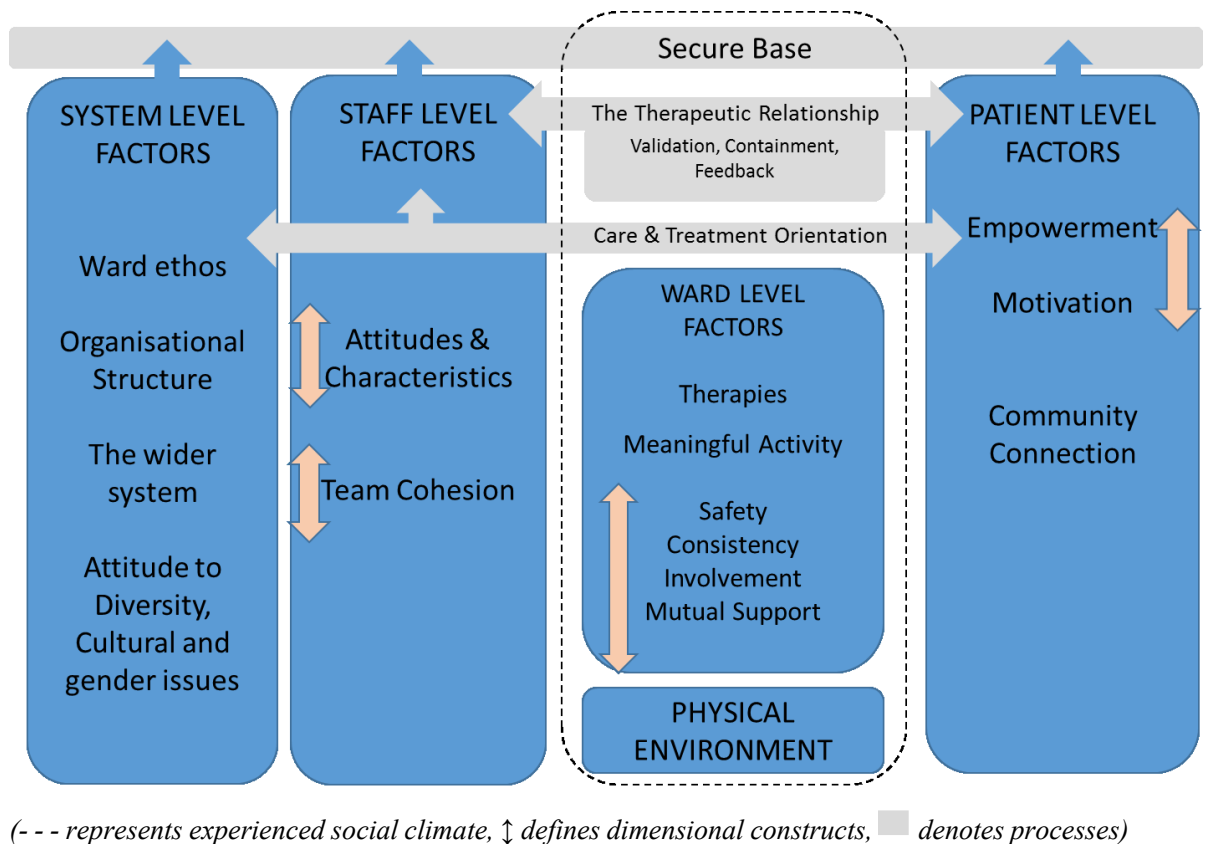 Secure Base
SYSTEM LEVEL
FACTORS
Ward ethos
Organisational
Structure
The wider
system
Attitude to
Diversity,
Cultural and
gender issues
STAFF LEVEL
FACTORS
Attitudes &
Characteristics
Team Cohesion
The Therapeutic Relationship
Validation, Containment,
Feedback
Care & Treatment Orientation
WARD LEVEL
FACTORS
Therapies
Meaningful Activity
Safety
Consistency
Involvement
Mutual Support
PHYSICAL
ENVIRONMENT
PATIENT LEVEL
FACTORS
Empowerment
Motivation
Community
Connection
(- - - represents experienced social climate, ↕ defines dimensional constructs, denotes processes)